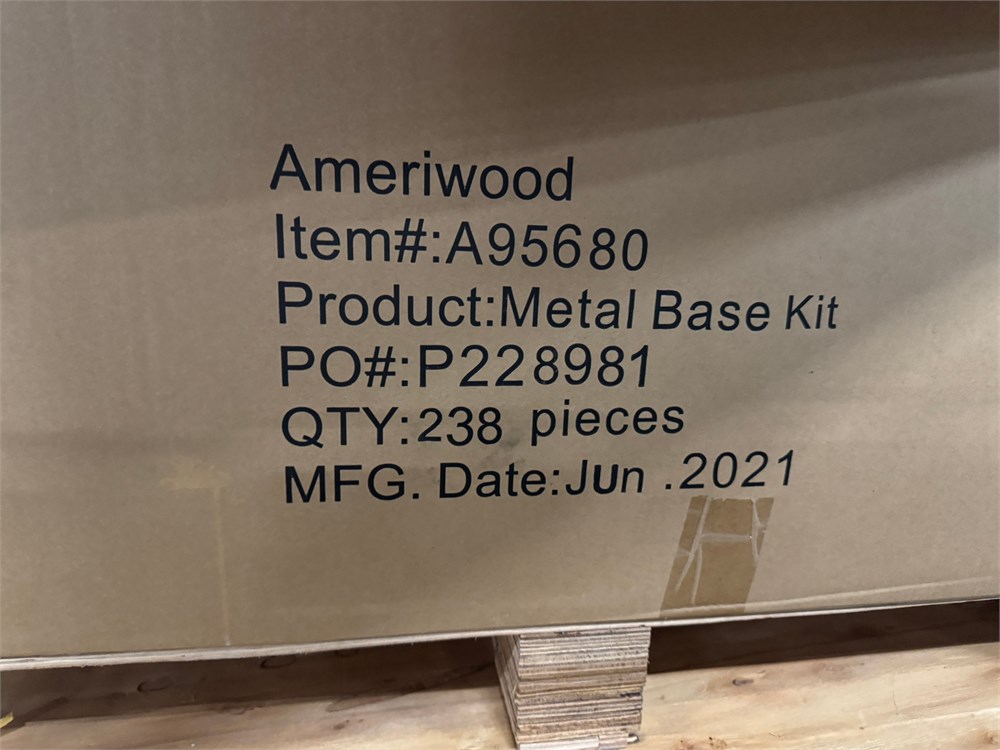 Ameriwood
Item#:A95680
Product:Metal Base Kit
PO#:P228981
QTY:238 pieces
MFG. Date:Jun .2021